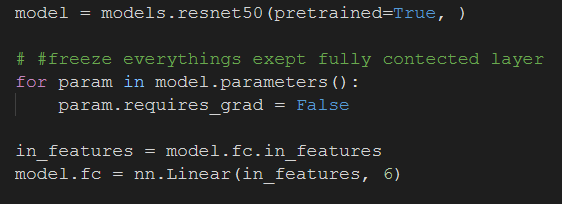 model = models.resnet50(pretrained=True, )
# #freeze everythings exept fully contected layer
for param in model.parameters():
    param.requires_grad = False
in_features = model.fc.in_features
model.fc = nn.Linear(in_features, 6)